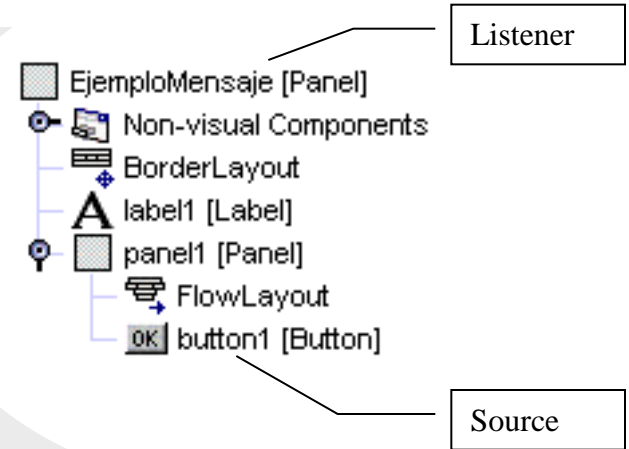 Listener
EjemploMensaje [Panel]
Non-visual Components
BorderLayout
A label1 [Label]
panel1 [Panel]
FlowLayout
OK button1 [Button]
Source